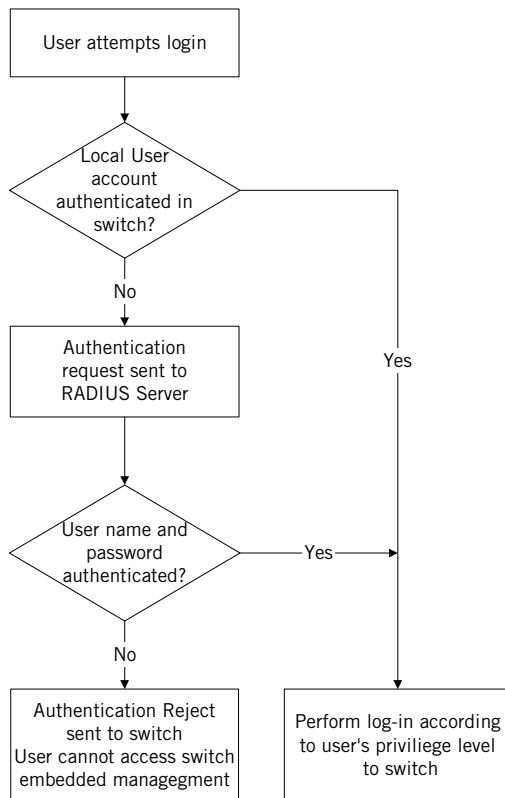 User attempts login
Local User
account
authenticated in
switch?
No
Authentication
request sent to
RADIUS Server
Yes
User name and
password
authenticated?
Yes
No
Authentication Reject
sent to switch
User cannot access switch
embedded managegment
Perform log-in according
to user's priviliege level
to switch